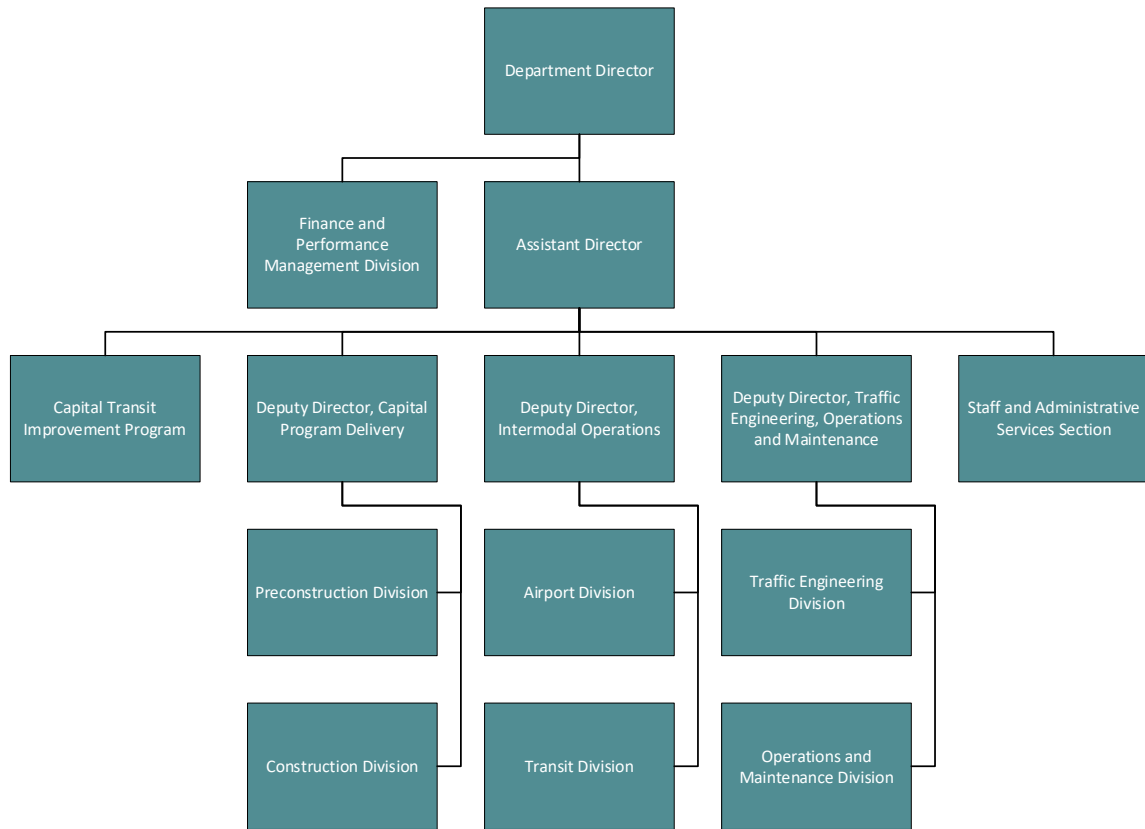 Department Director
Finance and
Performance
Management Division
Assistant Director
Capital Transit
Improvement Program
Deputy Director, Capital
Program Delivery
Deputy Director,
Intermodal Operations
Deputy Director, Traffic
Engineering, Operations
and Maintenance
Staff and Administrative
Services Section
Preconstruction Division
Airport Division
Traffic Engineering
Division
Construction Division
Transit Division
Operations and
Maintenance Division